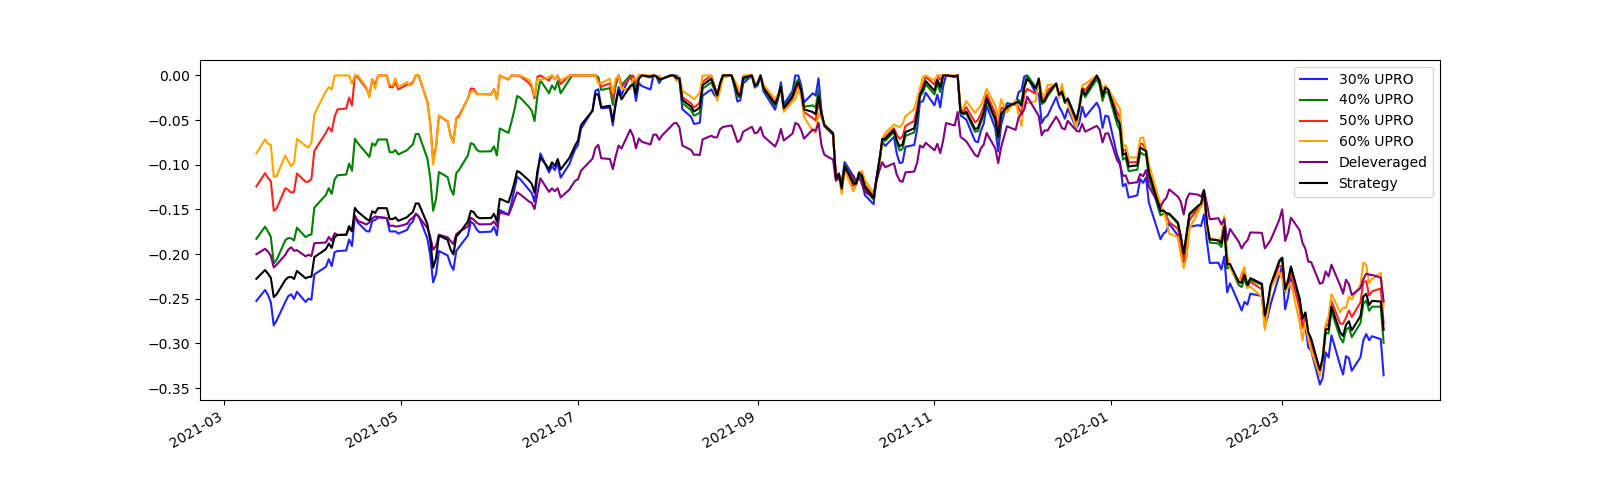 0.00
−0.05
−0.10
−0.15
−0.20
−0.25
−0.30
−0.35
2021-03
2021-05
2021-07
2021-09
2021-11
2022-01
2022-03
30% UPRO
40% UPRO
50% UPRO
60% UPRO
Deleveraged
Strategy